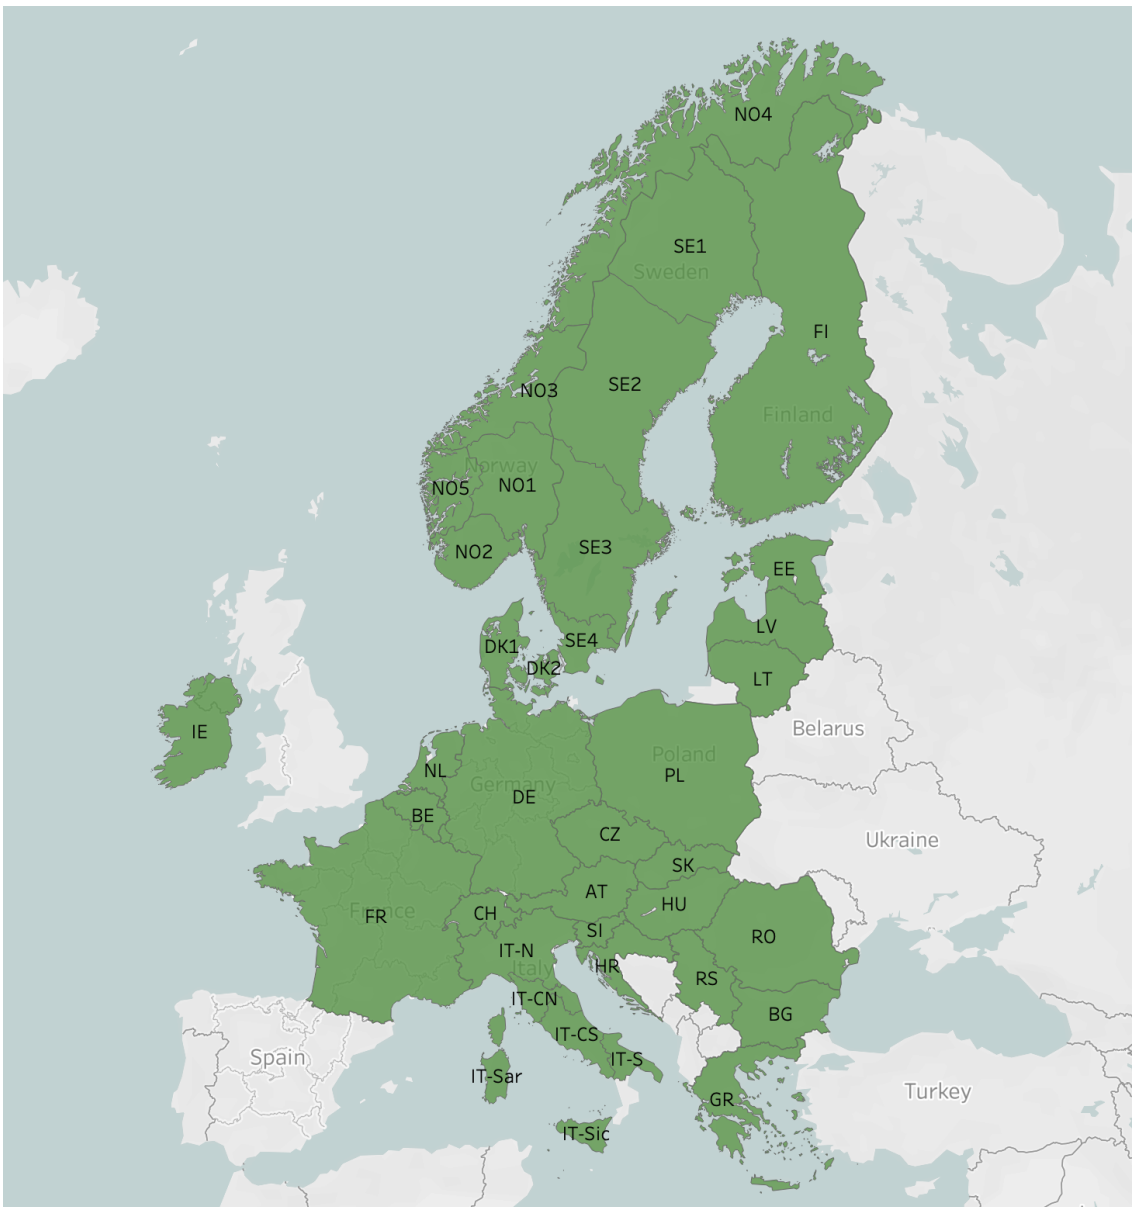 NO4
SE1
Sweden
FI
SE2
NO3
Finland
Norway
NO5
NO1
NO2
SE3
EE
LV
SE4
DK1
DK2
LT
IE
Belarus
Poland
NL
PL
Germany
DE
BE
CZ
Ukraine
SK
AT
HU
France
FR
CH
SI
RO
IT-N
HR
Italy
RS
IT-CN
BG
IT-CS
Spain
IT-S
IT-Sar
Turkey
GR
IT-Sic